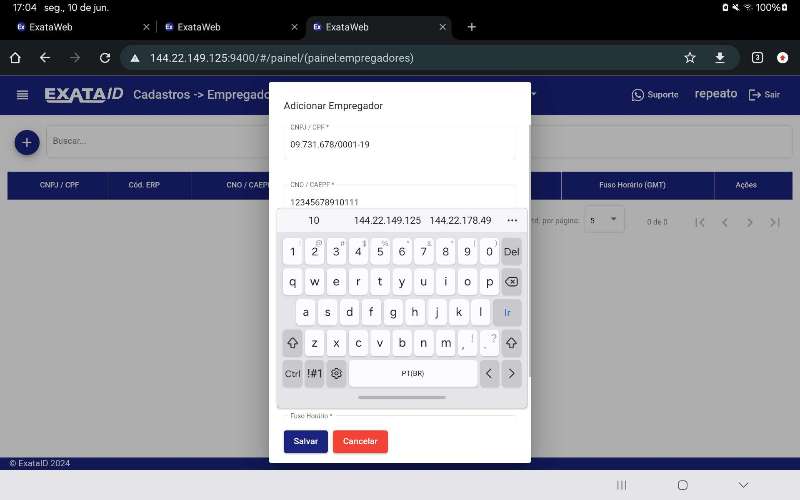 17:04 seg., 10 de jun.
100%
ExataWeb
ExataWeb
ExataWeb
144.22.149.125:9400/#/painel/(painel:empregadores)
3
EXATAID
Cadastros -> Empregado
Suporte
repeato
Sair
Buscar...
CNPJ / CPF
Cód. ERP
CNO / CAEPF
Fuso Horário (GMT)
Ações
por página:
5
0 de 0
Adicionar Empregador
CNPJ / CPF *
09.731.678/0001-19
CNO / CAEPF *
12345678910111
10
144.22.149.125
144.22.178.49
1 2 3 4 5 6 7 8 9 0 Del
q w e r t y u i o p
a s d f g h j k l Ir
z x c v b n m , ! . ?
Ctrl !#1 PT(BR)
Fuso Horário *
Salvar
Cancelar
© ExataID 2024